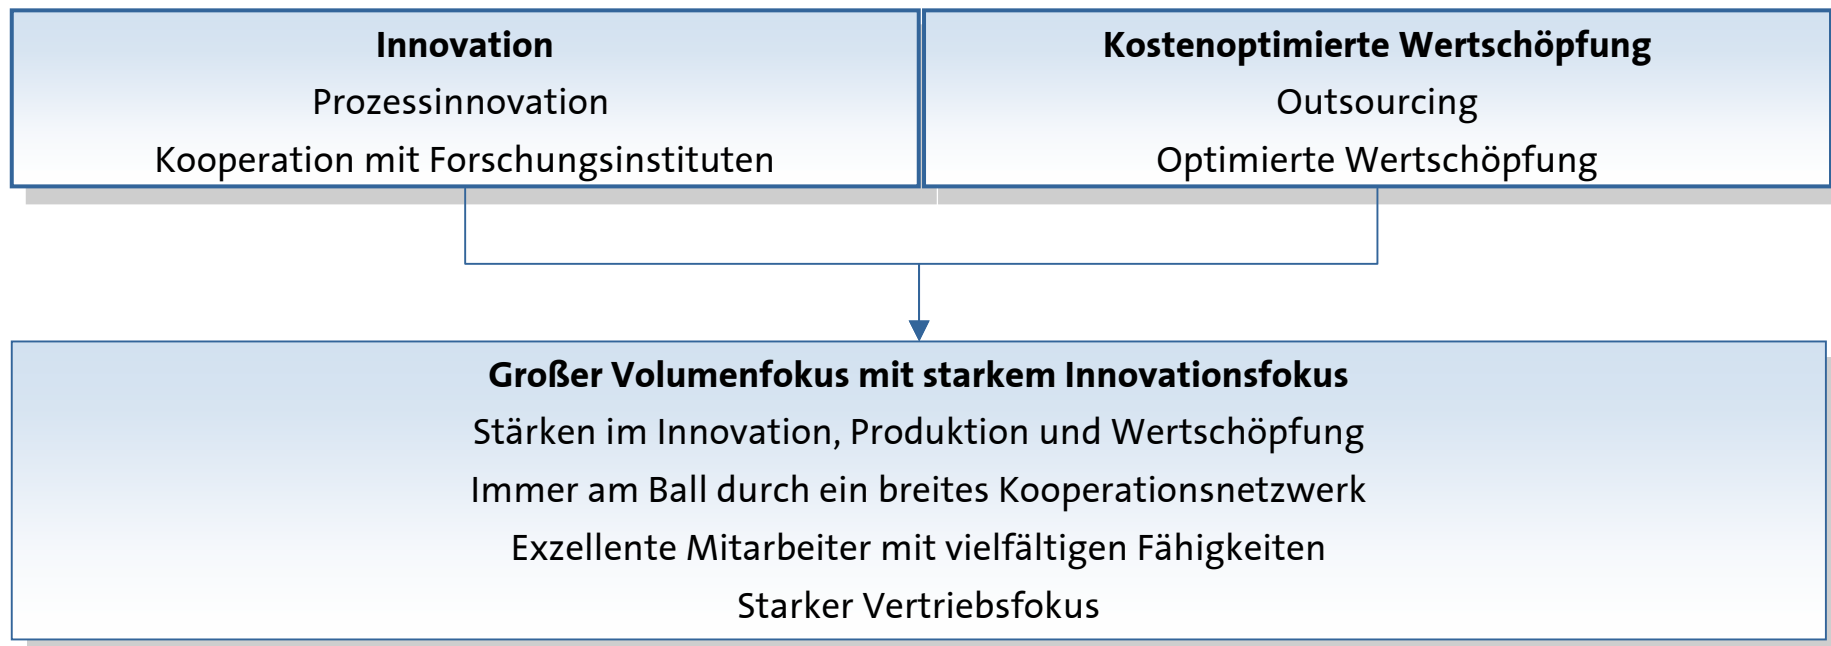 Innovation
Prozessinnovation
Kooperation mit Forschungsinstituten
Kostenoptimierte Wertschöpfung
Outsourcing
Optimierte Wertschöpfung
Großer Volumenfokus mit starkem Innovationsfokus
Stärken im Innovation, Produktion und Wertschöpfung
Immer am Ball durch ein breites Kooperationsnetzwerk
Exzellente Mitarbeiter mit vielfältigen Fähigkeiten
Starker Vertriebsfokus